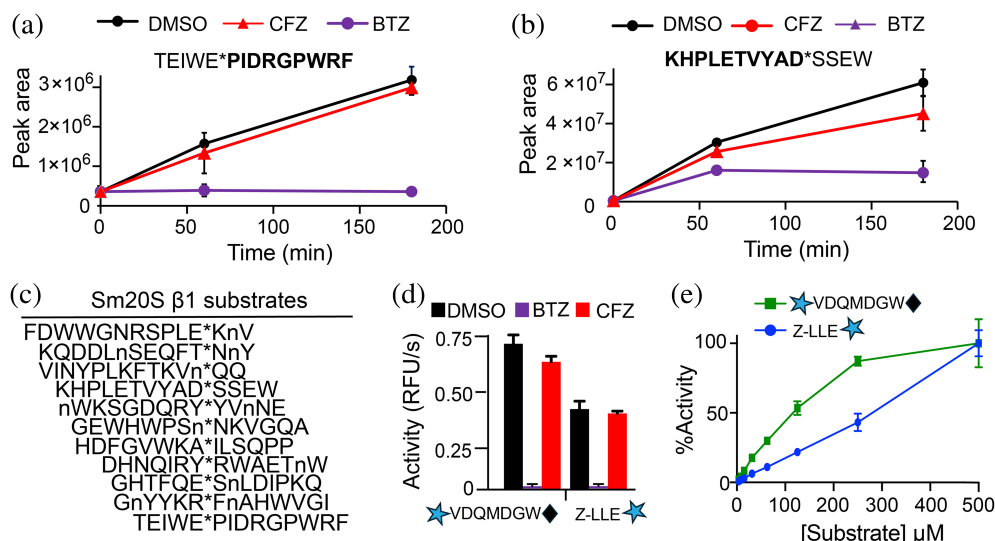 (a)
DMSO CFZ BTZ
TEIWE*PIDRGPWRF
Peak area
3×10⁶
2×10⁶
1×10⁶
0
0 50 100 150 200
Time (min)
(b)
DMSO CFZ BTZ
KHPLETVYAD*SSEW
Peak area
6 ×10⁷
4 ×10⁷
2 ×10⁷
0
0 50 100 150 200
Time (min)
(c)
Sm20S β1 substrates
FDWWGNRSPLE*KnV
KQDDLnSEQFT*NnY
VINYPLKFTKVn*QQ
KHPLETVYAD*SSEW
nWKSGDQRY*YVnNE
GEWHWPSn*NKVGQA
HDFGVWKA*ILSQPP
DHNQIRY*RWAETnW
GHTFQE*SnLDIPKQ
GnYYKR*FnAHWVGI
TEIWE*PIDRGPWRF
(d)
DMSO BTZ CFZ
Activity (RFU/s)
0.75
0.50
0.25
0
VDQMDGW Z-LLE
(e)
VDQMDGW
Z-LLE
%Activity
100
50
0
0 100 200 300 400 500
[Substrate] µM